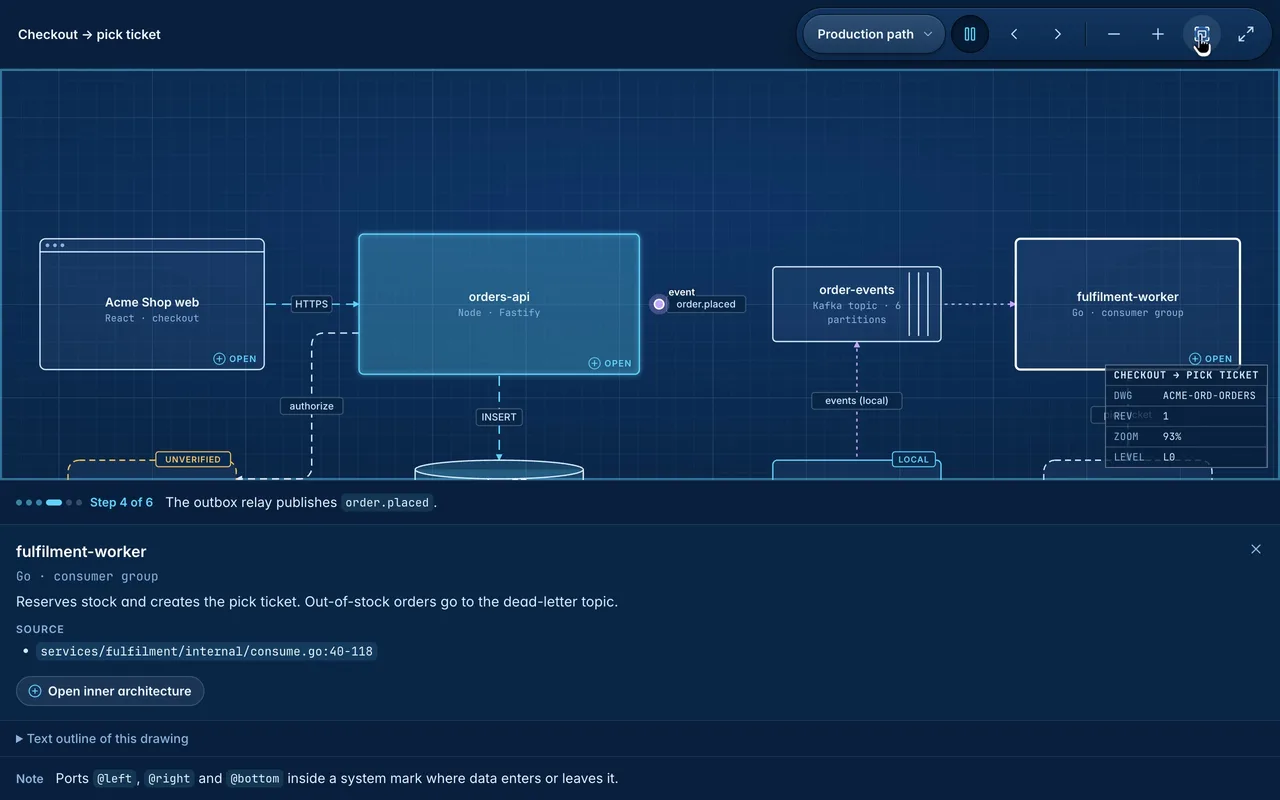 Checkout → pick ticket
Production path
Acme Shop web
React · checkout
OPEN
HTTPS
orders-api
Node · Fastify
OPEN
event
order.placed
order-events
Kafka topic · 6
partitions
fulfilment-worker
Go · consumer group
OPEN
authorize
INSERT
events (local)
CHECKOUT → PICK TICKET
DWG ACME-ORD-ORDERS
REV 1
ZOOM 93%
LEVEL L0
UNVERIFIED
LOCAL
Step 4 of 6 The outbox relay publishes order.placed.
fulfilment-worker
Go · consumer group
Reserves stock and creates the pick ticket. Out-of-stock orders go to the dead-letter topic.
SOURCE
• services/fulfilment/internal/consume.go:40-118
Open inner architecture
Text outline of this drawing
Note Ports @left, @right and @bottom inside a system mark where data enters or leaves it.